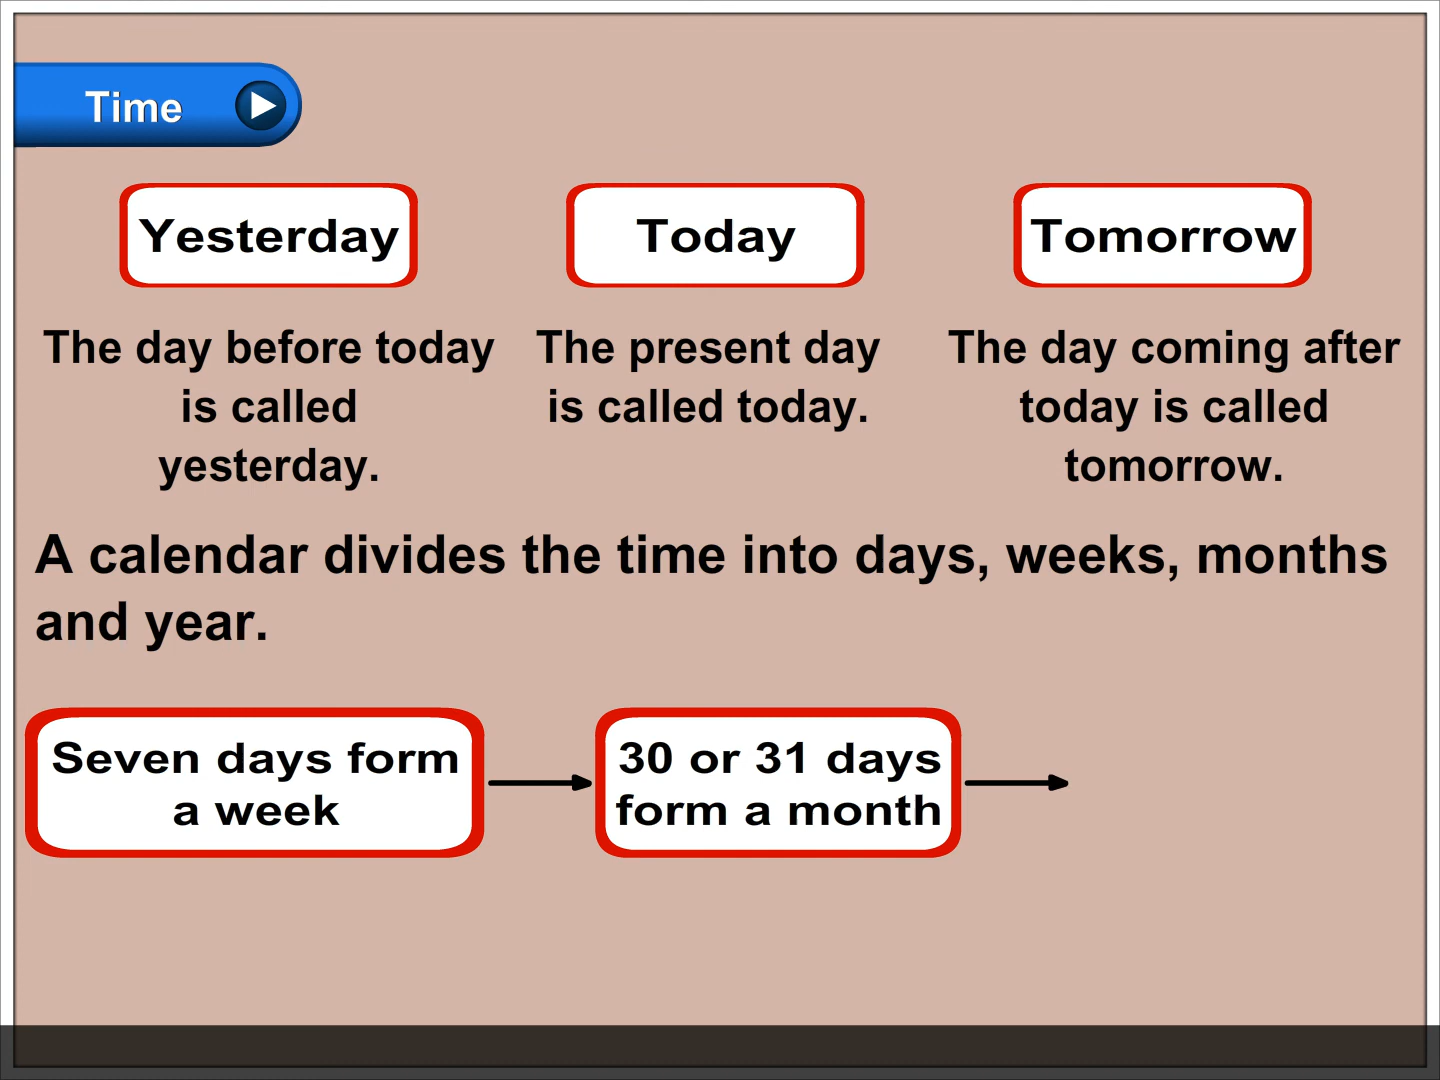 Time
Yesterday
Today
Tomorrow
The day before today
is called
yesterday.
The present day
is called today.
The day coming after
today is called
tomorrow.
A calendar divides the time into days, weeks, months
and year.
Seven days form
a week
30 or 31 days
form a month